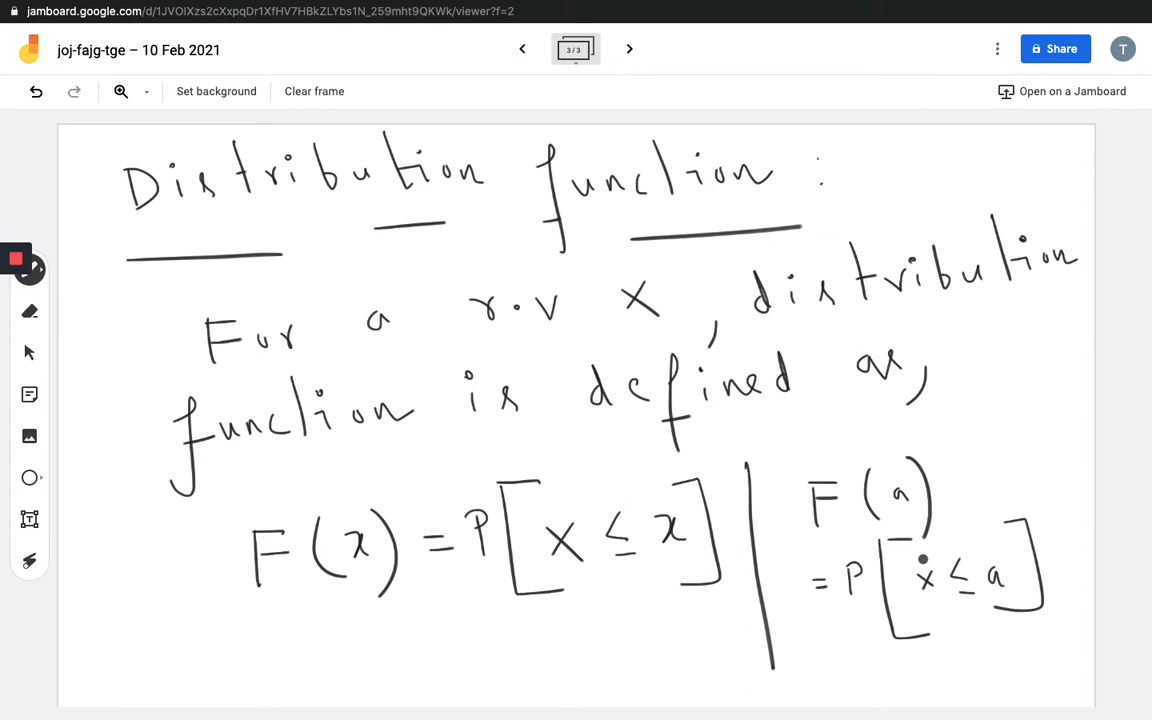 jamboard.google.com/d/1JVOlXzs2cXxpqDr1XfHV7HBkZLYbs1N_259mht9QKWk/viewer?f=2
joj-fajg-tge – 10 Feb 2021
3/3
Share
T
Set background
Clear frame
Open on a Jamboard
Distribution function :
For a r.v X, distribution
function is defined as,
F(x) = P[X ≤ x]
F(a)
= P[X ≤ a]